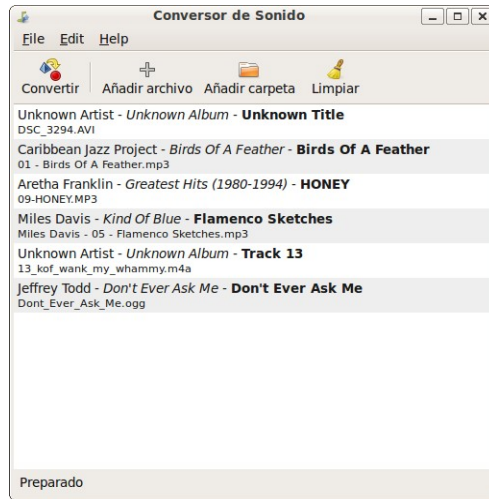 Conversor de Sonido
File Edit Help
Convertir Añadir archivo Añadir carpeta Limpiar
Unknown Artist - Unknown Album - Unknown Title
DSC_3294.AVI
Caribbean Jazz Project - Birds Of A Feather - Birds Of A Feather
01 - Birds Of A Feather.mp3
Aretha Franklin - Greatest Hits (1980-1994) - HONEY
09-HONEY.MP3
Miles Davis - Kind Of Blue - Flamenco Sketches
Miles Davis - 05 - Flamenco Sketches.mp3
Unknown Artist - Unknown Album - Track 13
13_kof_wank_my_whammy.m4a
Jeffrey Todd - Don't Ever Ask Me - Don't Ever Ask Me
Dont_Ever_Ask_Me.ogg
Preparado